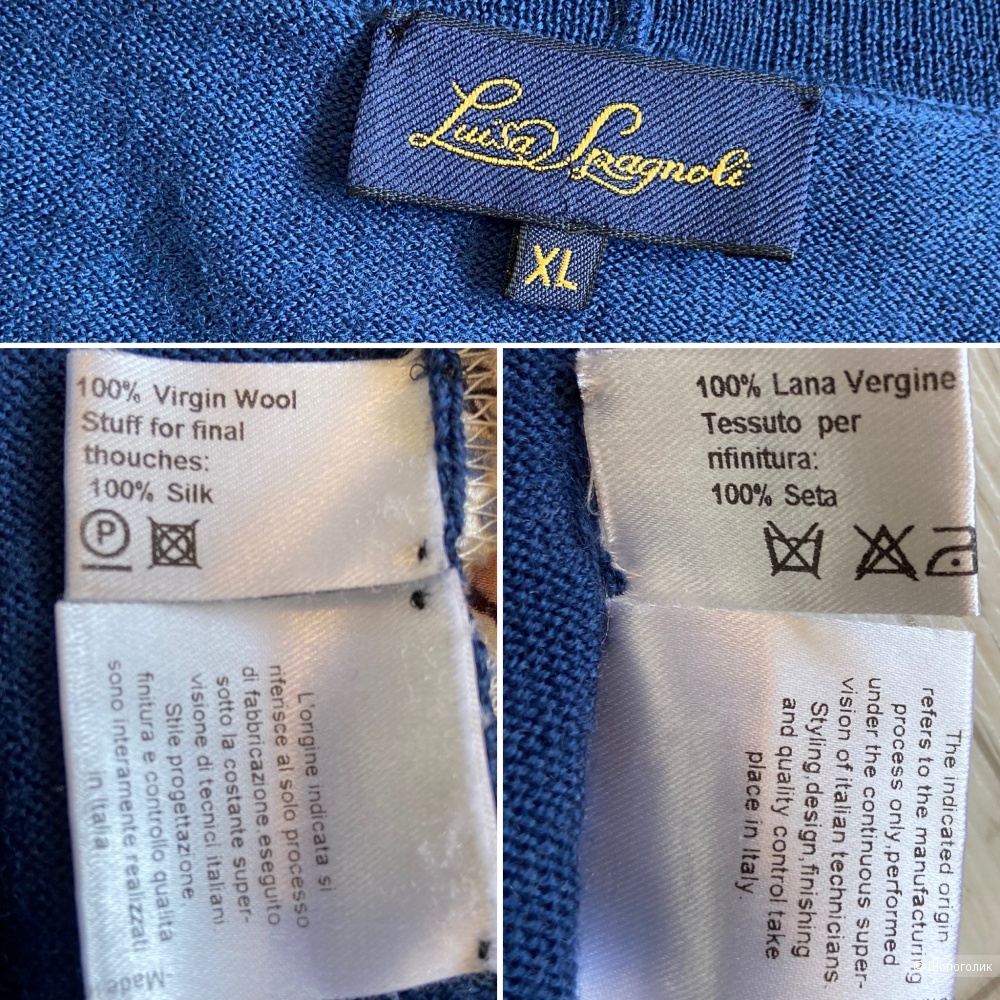 Luisa Spagnoli
XL
100% Virgin Wool
Stuff for final
thouches:
100% Silk
P
L'origine indicata si
riferisce al solo processo
di fabbricazione,eseguito
sotto la costante super-
visione di tecnici italiani
Stile,progettazione
finitura e controllo qualità
sono interamente realizzati
in Italia
Made
100% Lana Vergine
Tessuto per
rifinitura:
100% Seta
The indicated origin
refers to the manufacturing
process only,performed
under the continuous super-
vision of italian technicians.
Styling,design,finishing
and quality control take
place in Italy.
Шопоголик